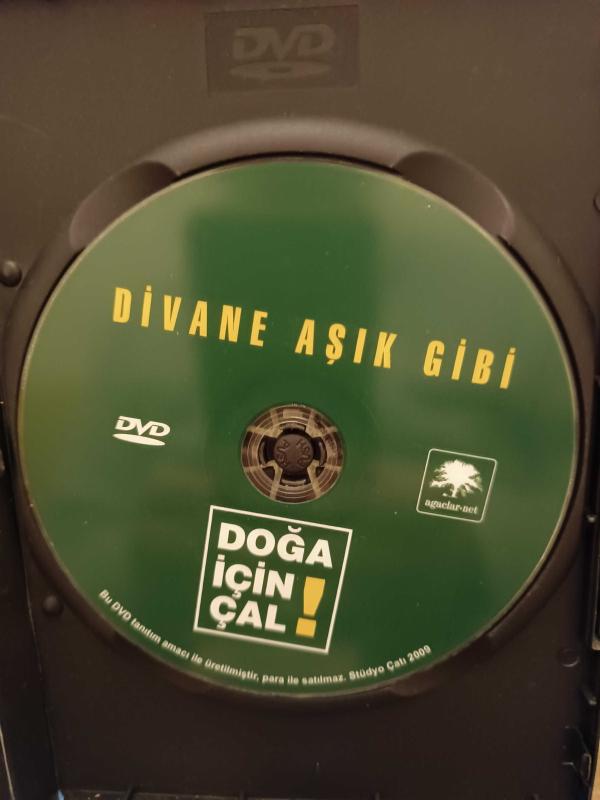 DVD
DİVANE AŞIK GİBİ
DVD
agaclar.net
DOĞA
İÇİN
ÇAL!
Bu DVD tanıtım amacı ile üretilmiştir, para ile satılmaz. Stüdyo Çatı 2009